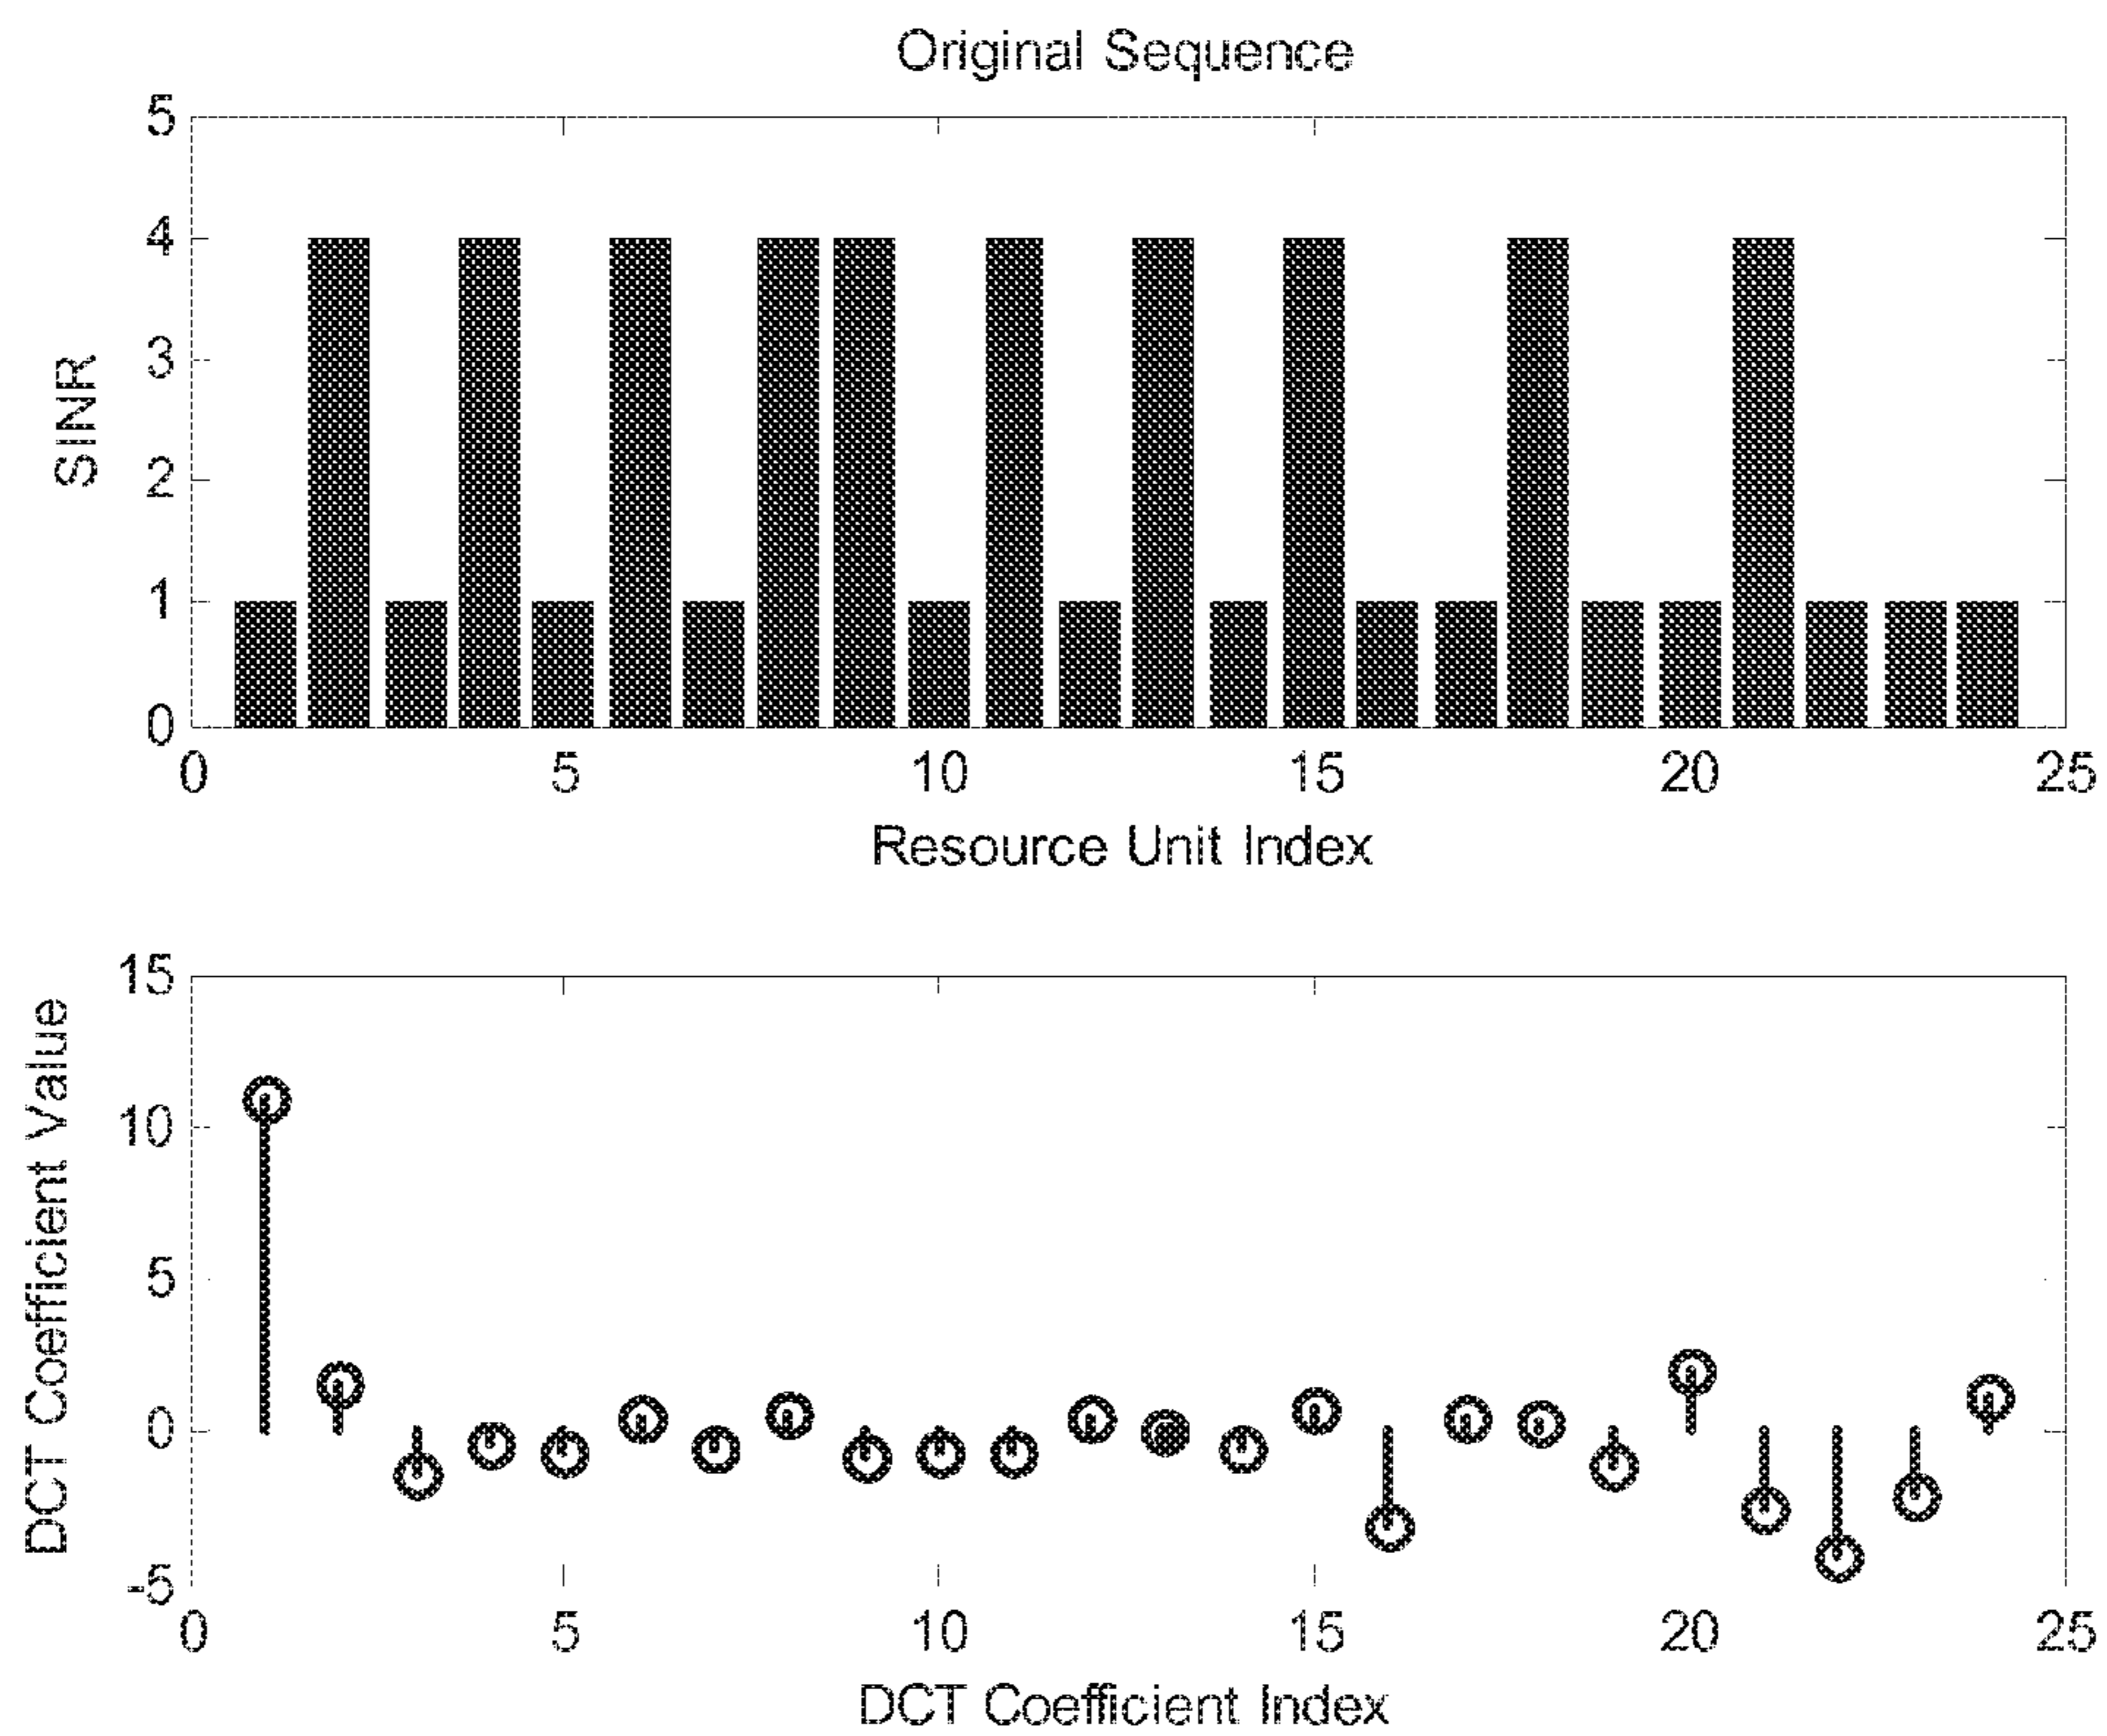 Original Sequence
5
4
3
2
1
0
SINR
0 5 10 15 20 25
Resource Unit Index
15
10
5
0
-5
DCT Coefficient Value
0 5 10 15 20 25
DCT Coefficient Index